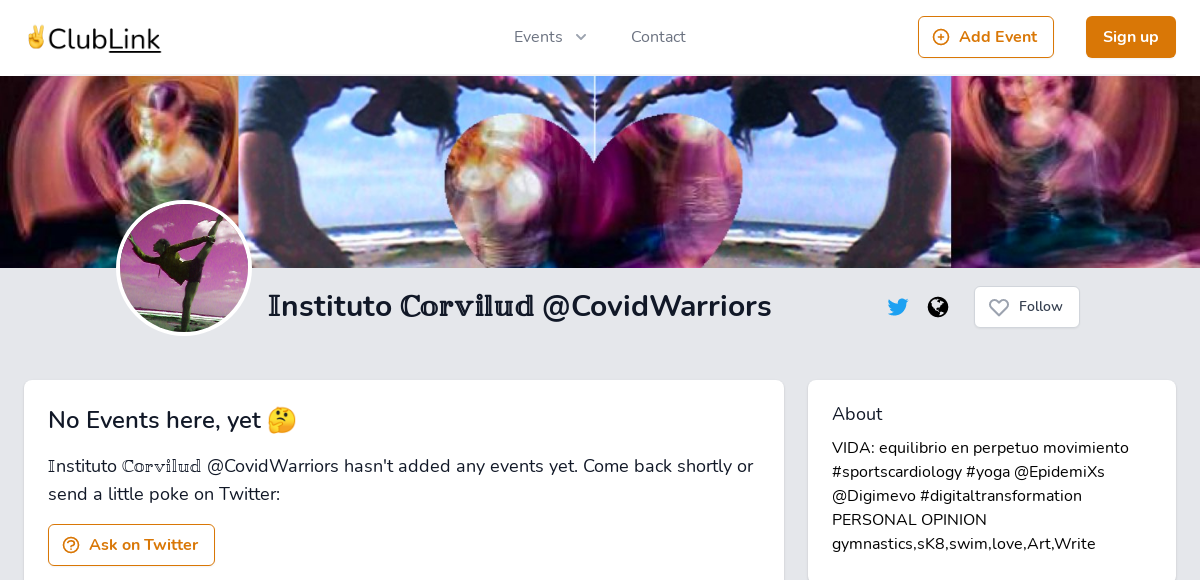 ✌️ClubLink
Events
Contact
Add Event
Sign up
𝕀nstituto ℂ𝕠𝕣𝕧𝕚𝕝𝕦𝕕 @CovidWarriors
Follow
No Events here, yet 🤔
𝕀nstituto ℂ𝕠𝕣𝕧𝕚𝕝𝕦𝕕 @CovidWarriors hasn't added any events yet. Come back shortly or
send a little poke on Twitter:
Ask on Twitter
About
VIDA: equilibrio en perpetuo movimiento
#sportscardiology #yoga @EpidemiXs
@Digimevo #digitaltransformation
PERSONAL OPINION
gymnastics,sK8,swim,love,Art,Write